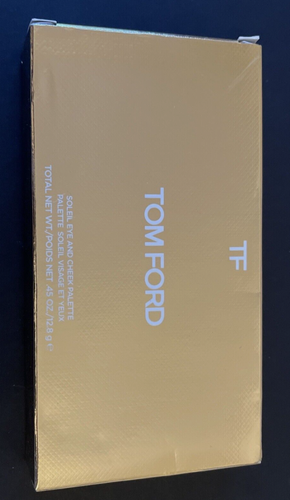 TF
TOM FORD
SOLEIL EYE AND CHEEK PALETTE
PALETTE SOLEIL VISAGE ET YEUX
TOTAL NET WT/POIDS NET .45 OZ./12.8 g ℮